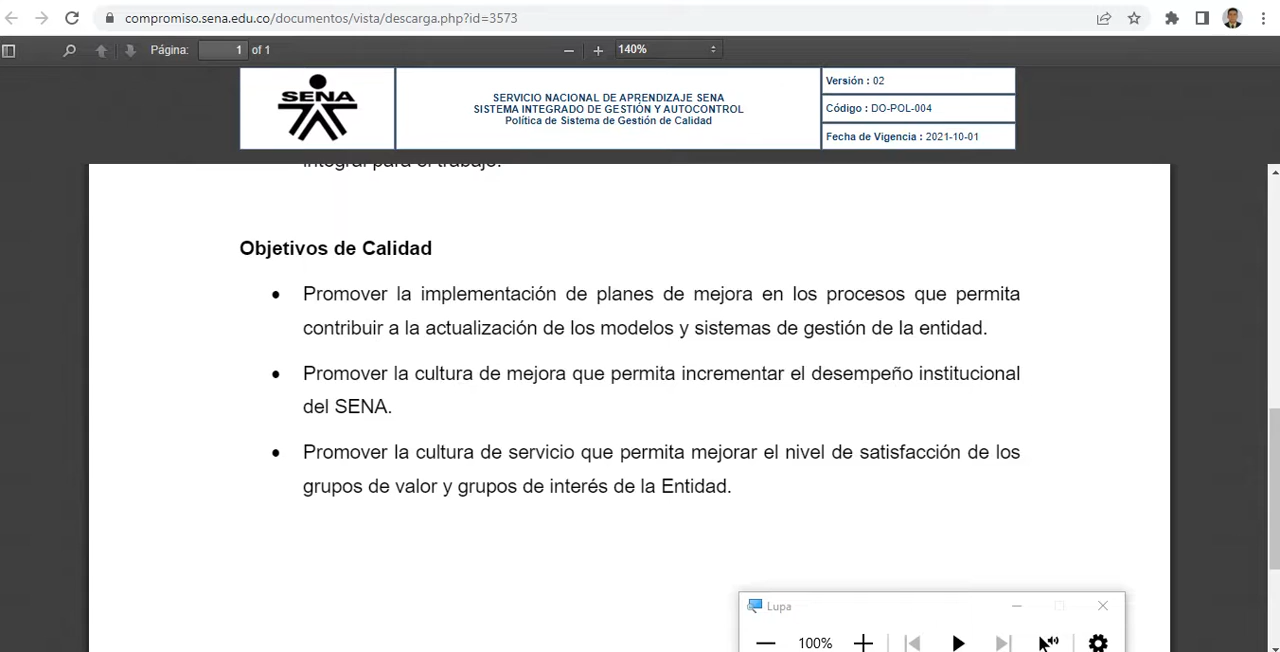 compromiso.sena.edu.co/documentos/vista/descarga.php?id=3573
Página: 1 of 1 140%
SENA
SERVICIO NACIONAL DE APRENDIZAJE SENA
SISTEMA INTEGRADO DE GESTIÓN Y AUTOCONTROL
Política de Sistema de Gestión de Calidad
Versión : 02
Código : DO-POL-004
Fecha de Vigencia : 2021-10-01
integral para el trabajo.
Objetivos de Calidad
• Promover la implementación de planes de mejora en los procesos que permita
contribuir a la actualización de los modelos y sistemas de gestión de la entidad.
• Promover la cultura de mejora que permita incrementar el desempeño institucional
del SENA.
• Promover la cultura de servicio que permita mejorar el nivel de satisfacción de los
grupos de valor y grupos de interés de la Entidad.
Lupa
100%